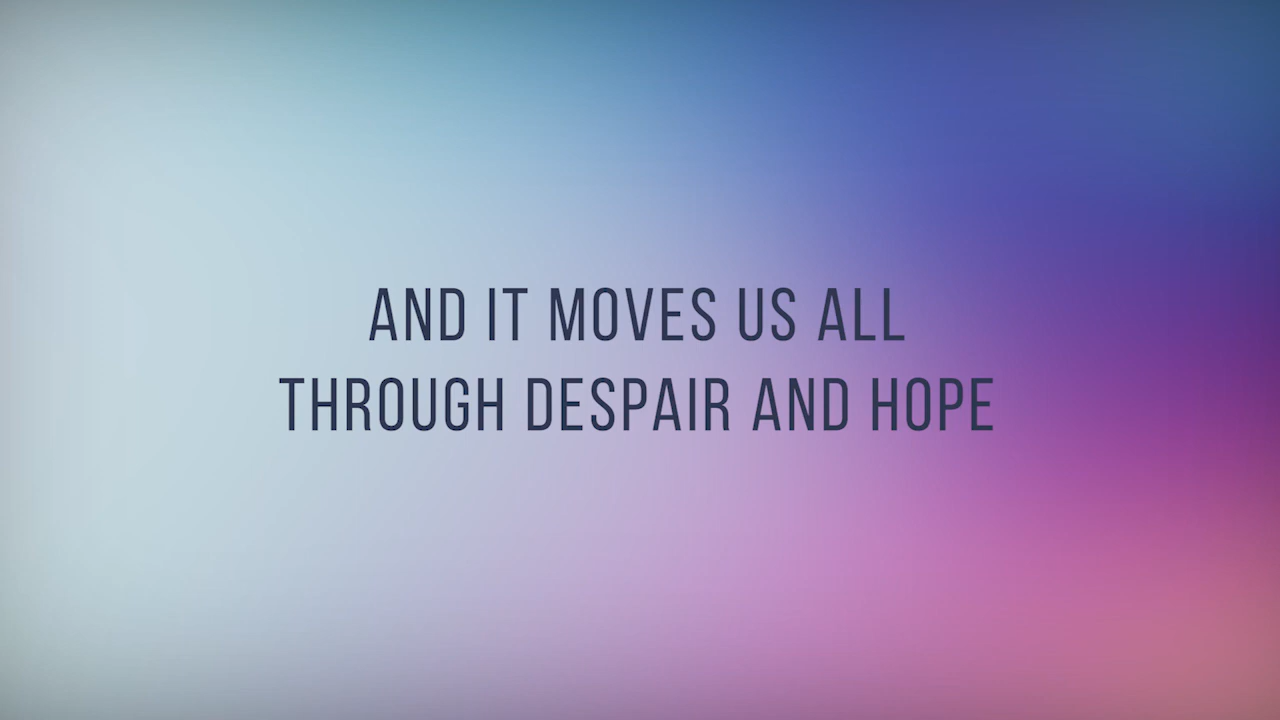 AND IT MOVES US ALL
THROUGH DESPAIR AND HOPE